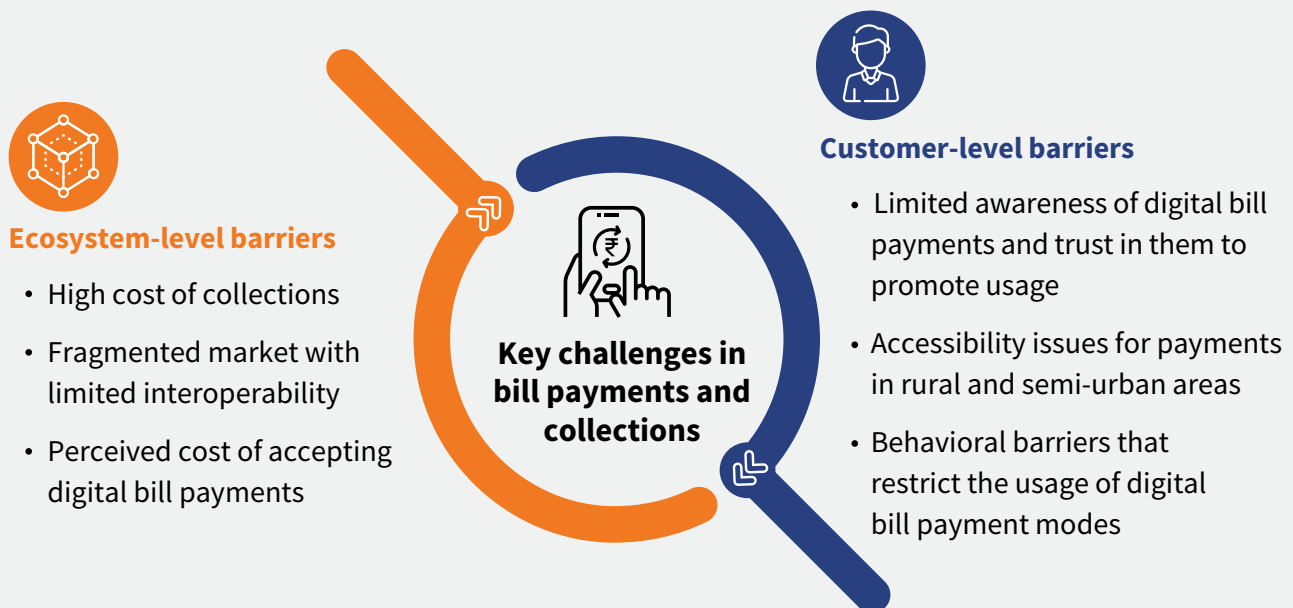 Ecosystem-level barriers
• High cost of collections
• Fragmented market with
limited interoperability
• Perceived cost of accepting
digital bill payments
₹
Key challenges in
bill payments and
collections
Customer-level barriers
• Limited awareness of digital bill
payments and trust in them to
promote usage
• Accessibility issues for payments
in rural and semi-urban areas
• Behavioral barriers that
restrict the usage of digital
bill payment modes